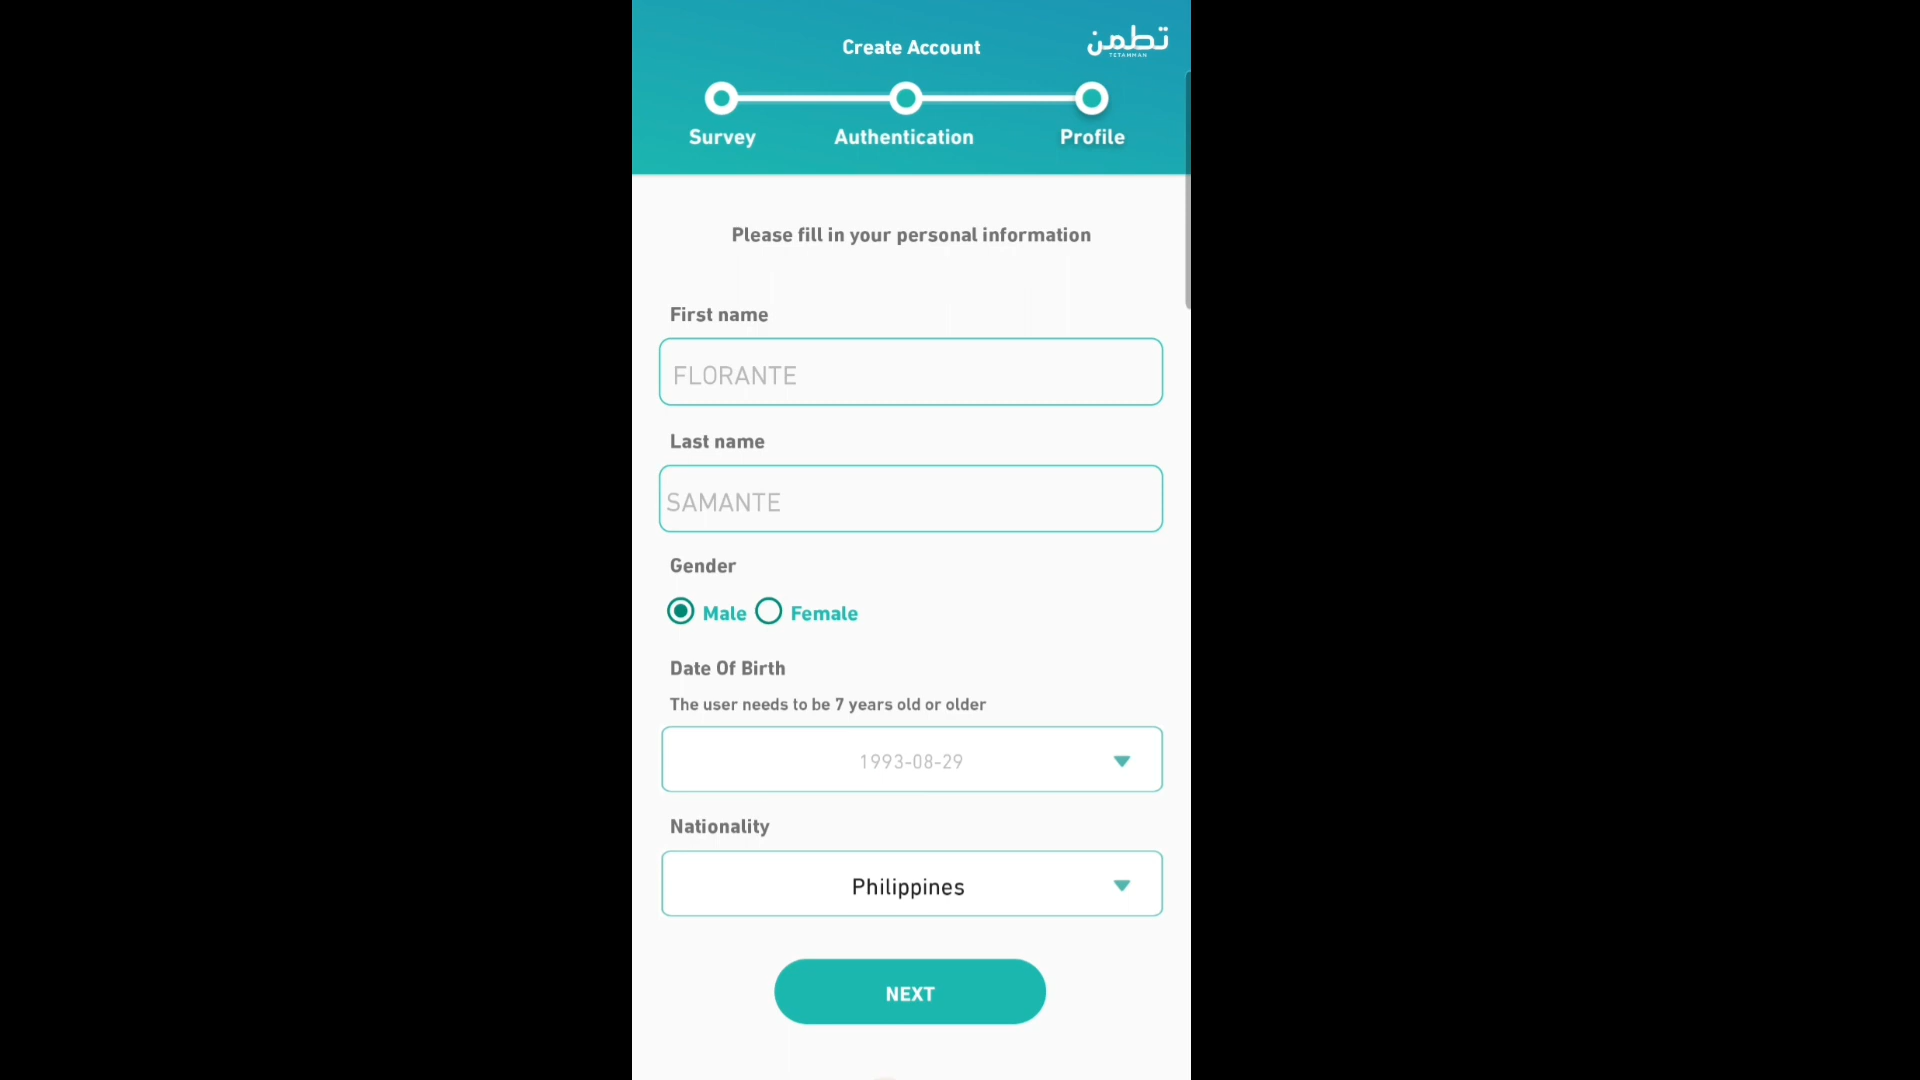 Create Account
تطمن
TETAMMAN
Survey
Authentication
Profile
Please fill in your personal information
First name
FLORANTE
Last name
SAMANTE
Gender
Male Female
Date Of Birth
The user needs to be 7 years old or older
1993-08-29
Nationality
Philippines
NEXT